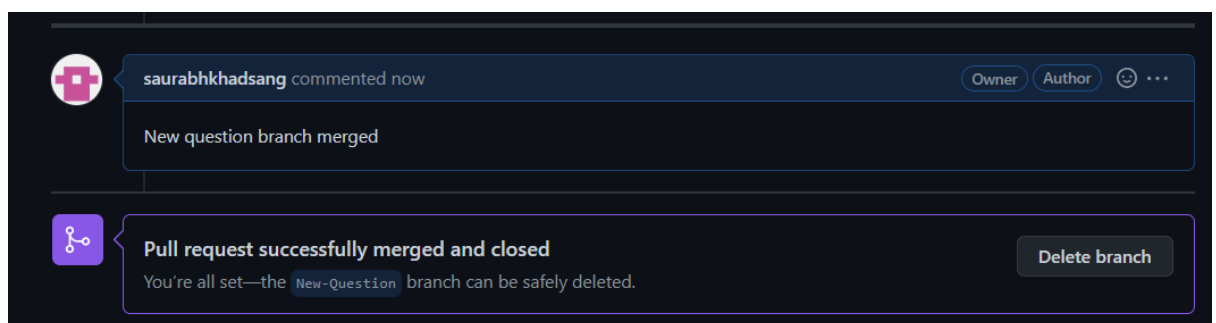 saurabhkhadsang commented now Owner Author
New question branch merged
Pull request successfully merged and closed
Delete branch
You're all set—the New-Question branch can be safely deleted.